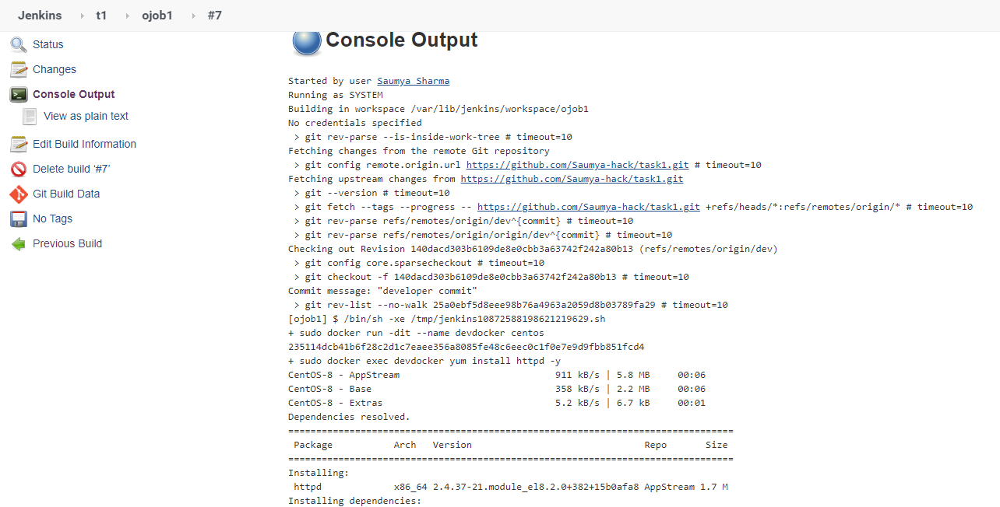 Jenkins t1 ojob1 #7
Status
Changes
Console Output
View as plain text
Edit Build Information
Delete build ‘#7’
Git Build Data
No Tags
Previous Build
Console Output
Started by user Saumya Sharma
Running as SYSTEM
Building in workspace /var/lib/jenkins/workspace/ojob1
No credentials specified
 > git rev-parse --is-inside-work-tree # timeout=10
Fetching changes from the remote Git repository
 > git config remote.origin.url https://github.com/Saumya-hack/task1.git # timeout=10
Fetching upstream changes from https://github.com/Saumya-hack/task1.git
 > git --version # timeout=10
 > git fetch --tags --progress -- https://github.com/Saumya-hack/task1.git +refs/heads/*:refs/remotes/origin/* # timeout=10
 > git rev-parse refs/remotes/origin/dev^{commit} # timeout=10
 > git rev-parse refs/remotes/origin/origin/dev^{commit} # timeout=10
Checking out Revision 140dacd303b6109de8e0cbb3a63742f242a80b13 (refs/remotes/origin/dev)
 > git config core.sparsecheckout # timeout=10
 > git checkout -f 140dacd303b6109de8e0cbb3a63742f242a80b13 # timeout=10
Commit message: "developer commit"
 > git rev-list --no-walk 25a0ebf5d8eee98b76a4963a2059d8b03789fa29 # timeout=10
[ojob1] $ /bin/sh -xe /tmp/jenkins10872588198621219629.sh
+ sudo docker run -dit --name devdocker centos
235114dcb41b6f28c2d1c7eaee356a8085fe48c6eec0c1f0e7e9d9fbb851fcd4
+ sudo docker exec devdocker yum install httpd -y
CentOS-8 - AppStream 911 kB/s | 5.8 MB 00:06
CentOS-8 - Base 358 kB/s | 2.2 MB 00:06
CentOS-8 - Extras 5.2 kB/s | 6.7 kB 00:01
Dependencies resolved.
================================================================================
Package Arch Version Repo Size
================================================================================
Installing:
httpd x86_64 2.4.37-21.module_el8.2.0+382+15b0afa8 AppStream 1.7 M
Installing dependencies: